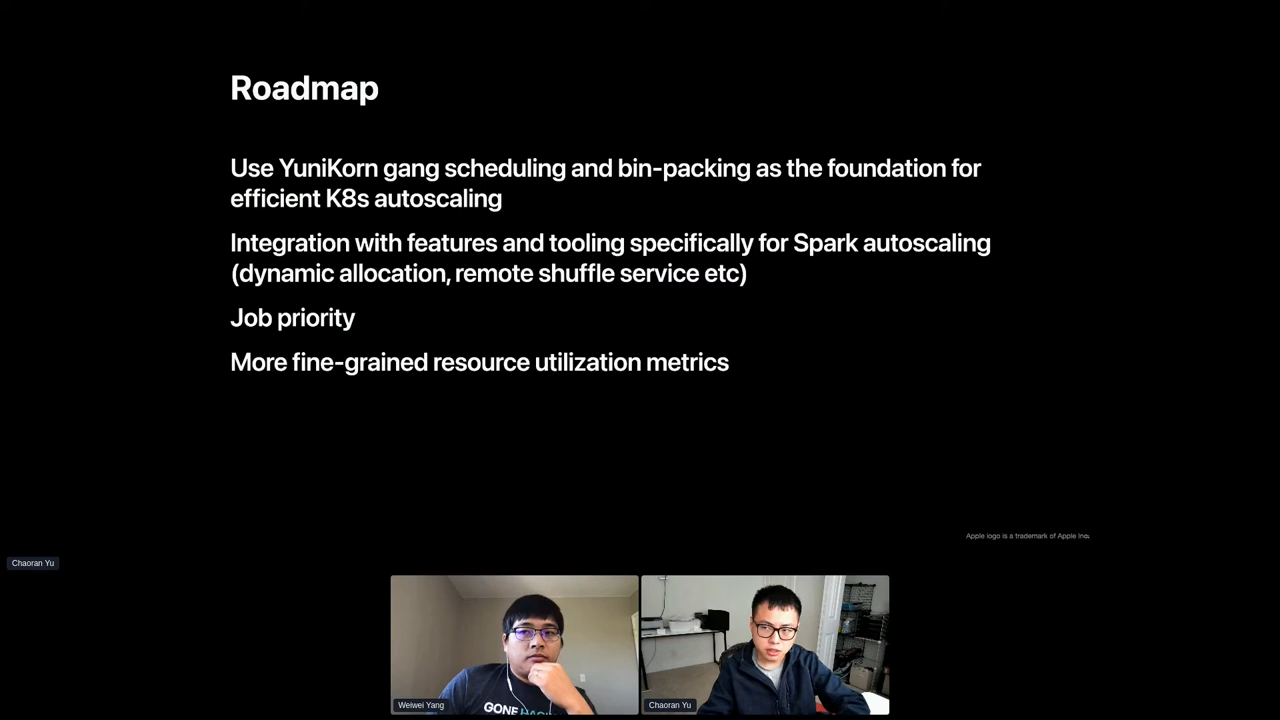 Roadmap
Use YuniKorn gang scheduling and bin-packing as the foundation for
efficient K8s autoscaling
Integration with features and tooling specifically for Spark autoscaling
(dynamic allocation, remote shuffle service etc)
Job priority
More fine-grained resource utilization metrics
Apple logo is a trademark of Apple Inc.
Chaoran Yu
GONE
Weiwei Yang
Chaoran Yu